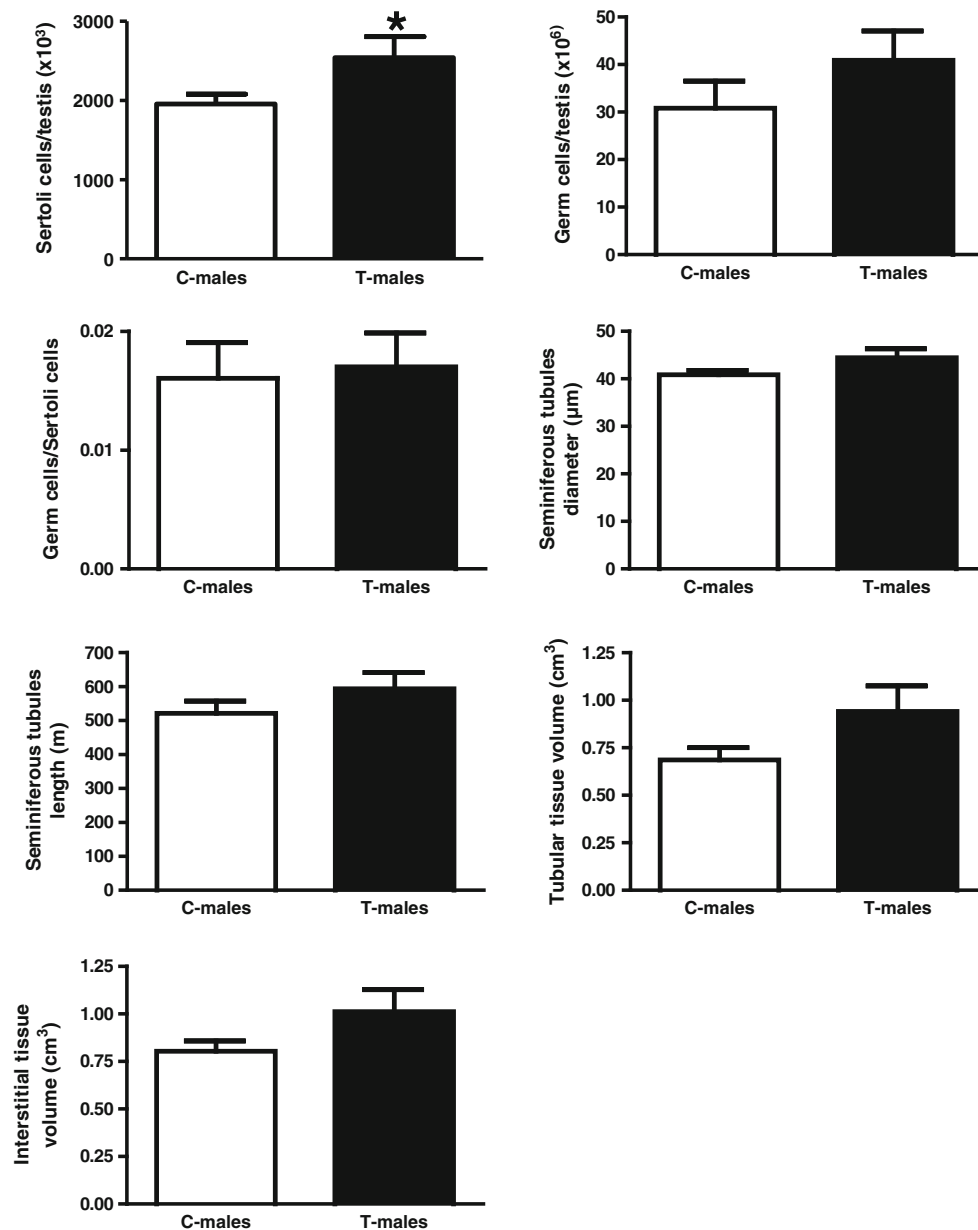 Sertoli cells/testis (x10³)
3000
2000
1000
0
*
C-males T-males
Germ cells/testis (x10⁶)
50
40
30
20
10
0
C-males T-males
Germ cells/Sertoli cells
0.02
0.01
0.00
C-males T-males
Seminiferous tubules
diameter (µm)
50
40
30
20
10
0
C-males T-males
Seminiferous tubules
length (m)
700
600
500
400
300
200
100
0
C-males T-males
Tubular tissue volume (cm³)
1.25
1.00
0.75
0.50
0.25
0.00
C-males T-males
Interstitial tissue
volume (cm³)
1.25
1.00
0.75
0.50
0.25
0.00
C-males T-males